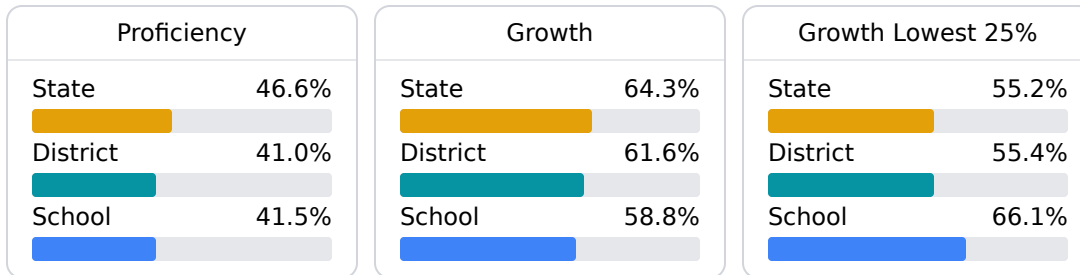 Proficiency
State 46.6%
District 41.0%
School 41.5%
Growth
State 64.3%
District 61.6%
School 58.8%
Growth Lowest 25%
State 55.2%
District 55.4%
School 66.1%